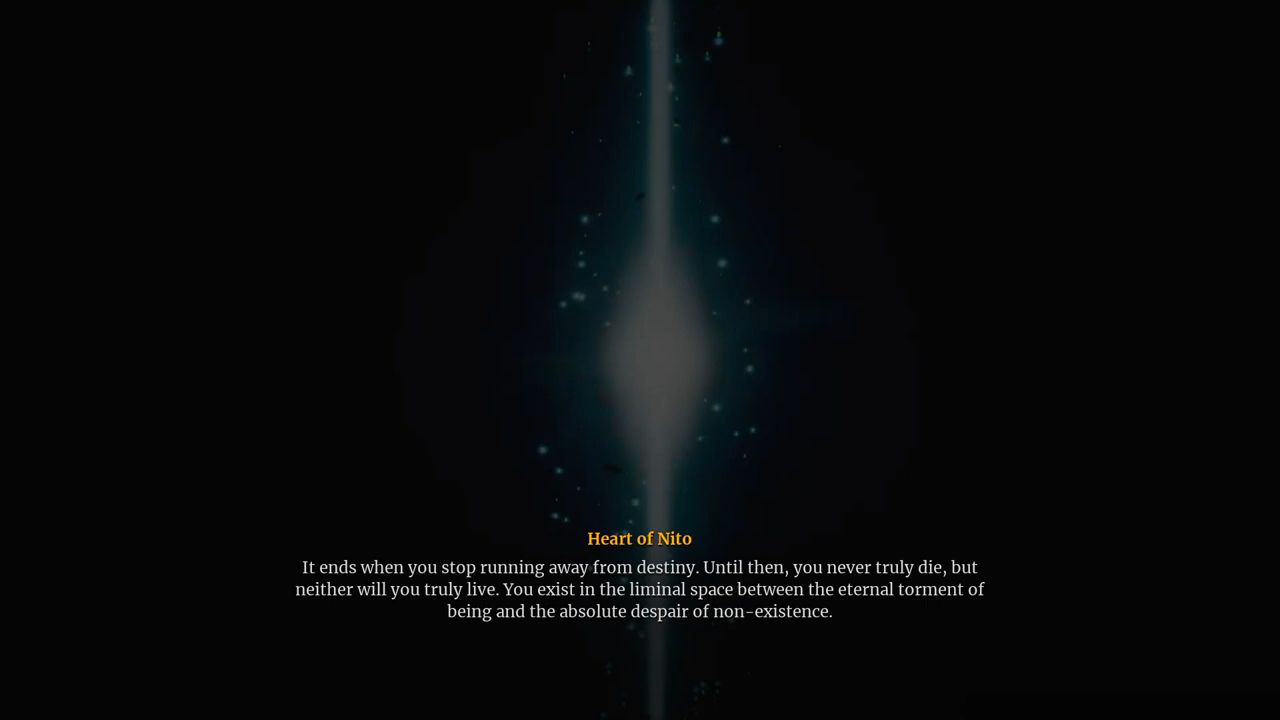 Heart of Nito
It ends when you stop running away from destiny. Until then, you never truly die, but
neither will you truly live. You exist in the liminal space between the eternal torment of
being and the absolute despair of non-existence.